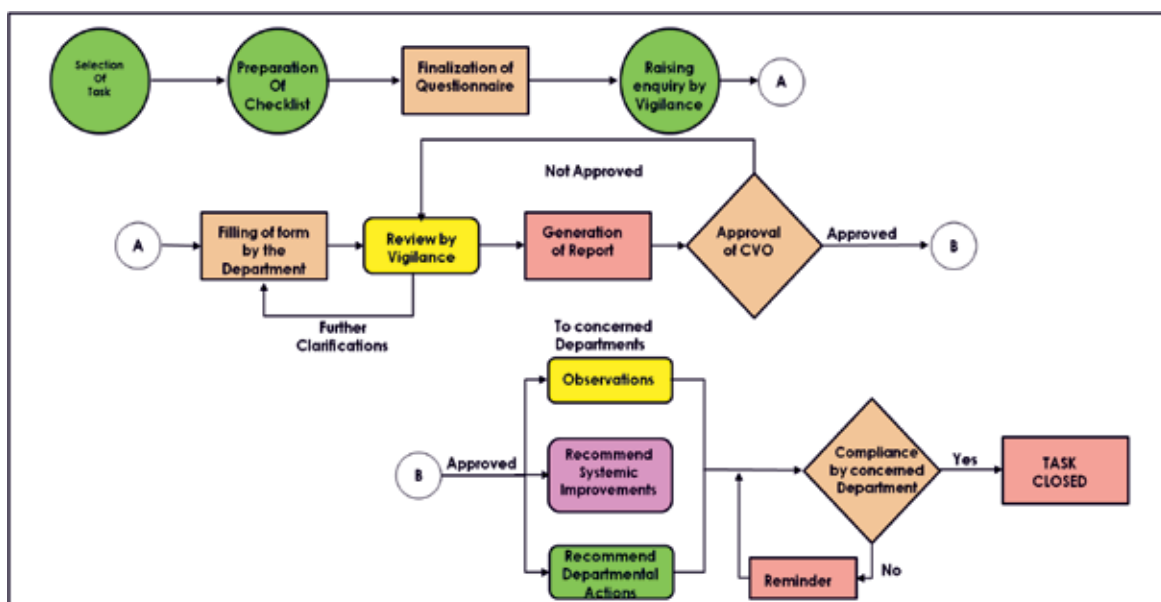 Selection
Of
Task
Preparation
Of
Checklist
Finalization of
Questionnaire
Raising
enquiry by
Vigilance
A
Not Approved
A
Filling of form
by the
Department
Review by
Vigilance
Generation
of Report
Approval
of CVO
Approved
B
Further
Clarifications
To concerned
Departments
Observations
B
Approved
Recommend
Systemic
Improvements
Recommend
Departmental
Actions
Compliance
by concerned
Department
Yes
TASK
CLOSED
No
Reminder